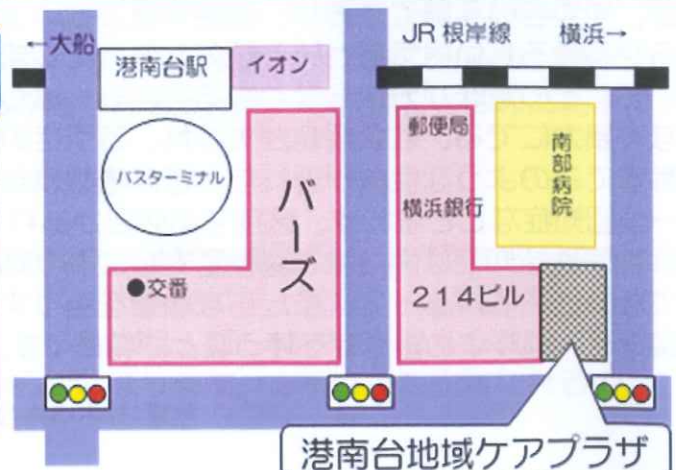 ←大船
JR 根岸線
横浜→
港南台駅
イオン
バスターミナル
バーズ
●交番
郵便局
横浜銀行
214ビル
南部病院
港南台地域ケアプラザ